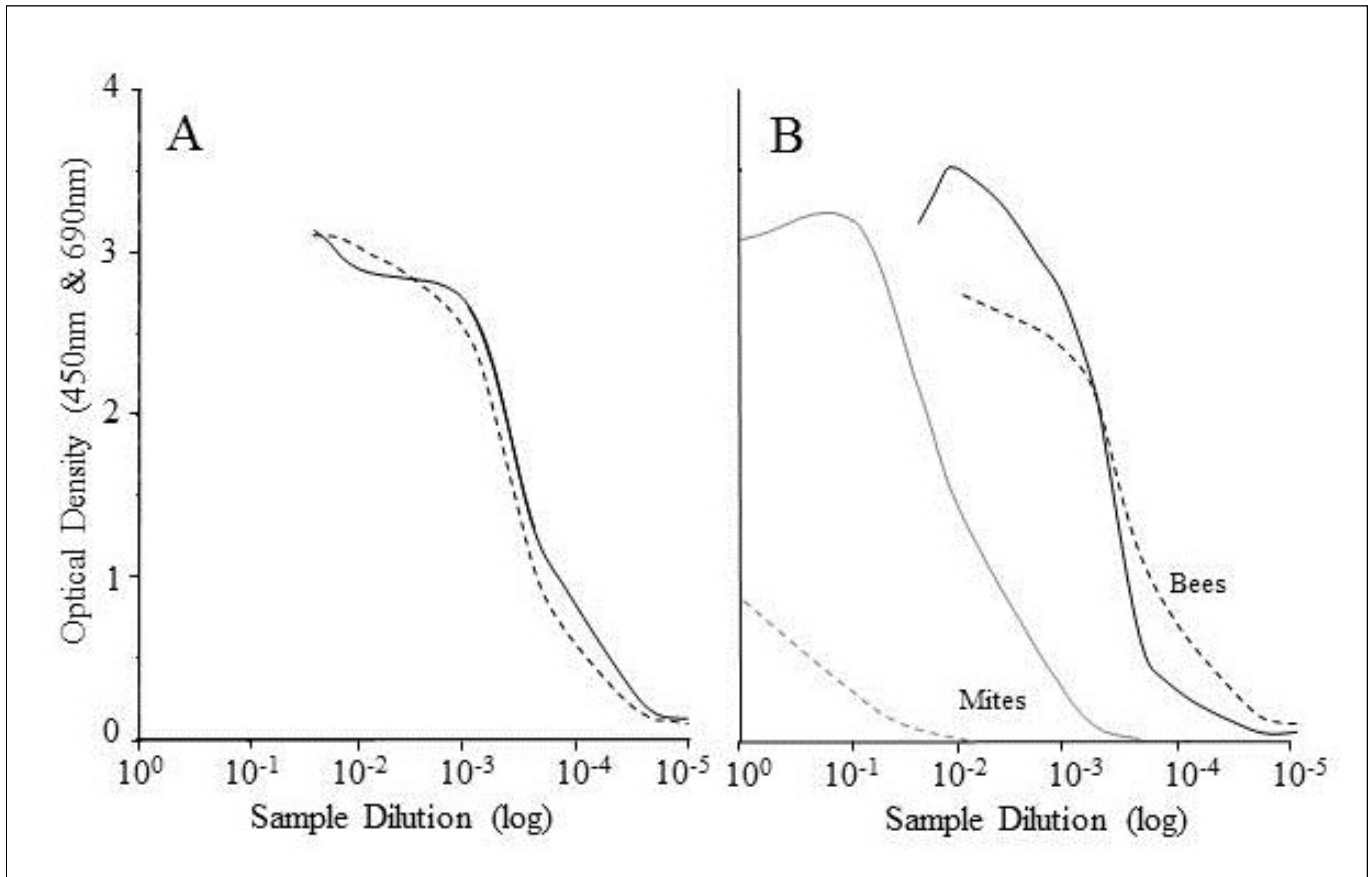 A
B
4
3
2
1
0
Optical Density (450nm & 690nm)
10⁰ 10⁻¹ 10⁻² 10⁻³ 10⁻⁴ 10⁻⁵
Sample Dilution (log)
Bees
Mites
10⁰ 10⁻¹ 10⁻² 10⁻³ 10⁻⁴ 10⁻⁵
Sample Dilution (log)